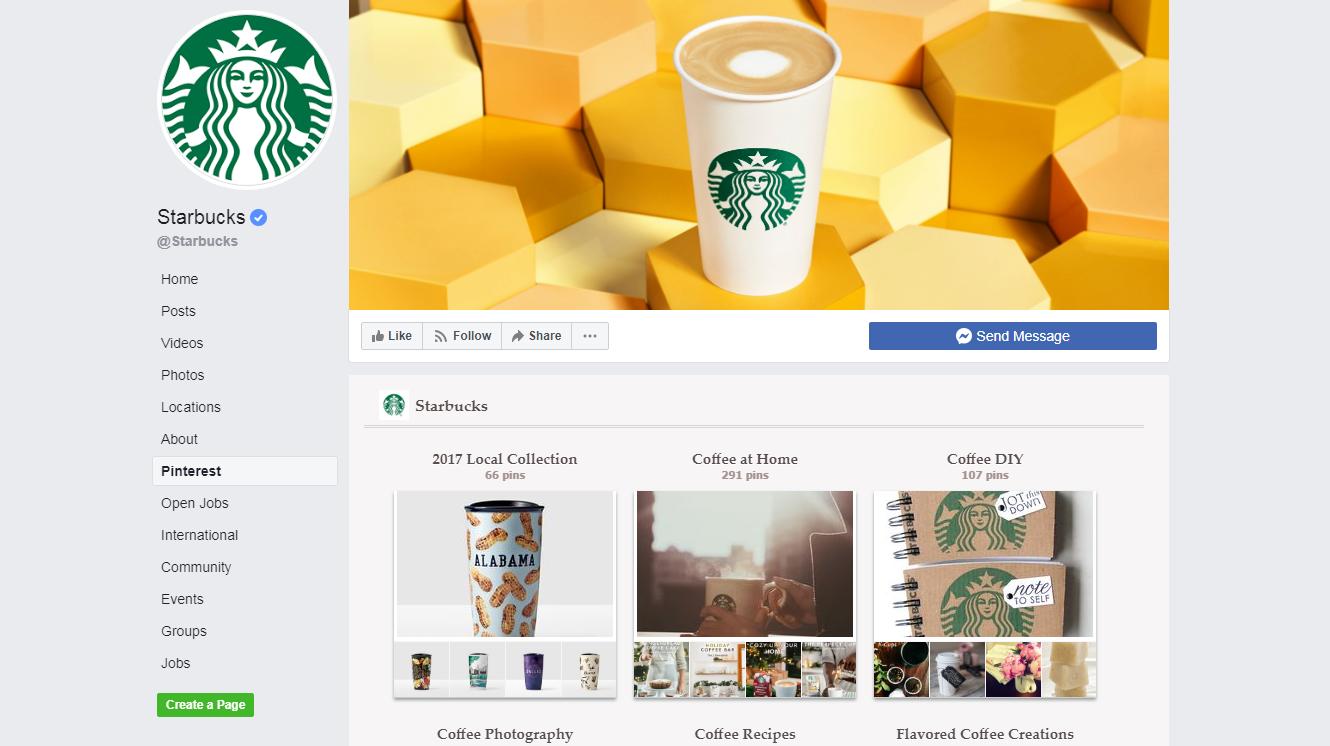 Starbucks
@Starbucks
Home
Posts
Videos
Photos
Locations
About
Pinterest
Open Jobs
International
Community
Events
Groups
Jobs
Create a Page
Like
Follow
Share
Send Message
Starbucks
2017 Local Collection
66 pins
ALABAMA
Coffee at Home
291 pins
HOLIDAY
COFFEE BAR
COZY UP YOUR
HOME
Coffee DIY
107 pins
JOT this
DOWN
note
TO SELF
Coffee Photography
Coffee Recipes
Flavored Coffee Creations